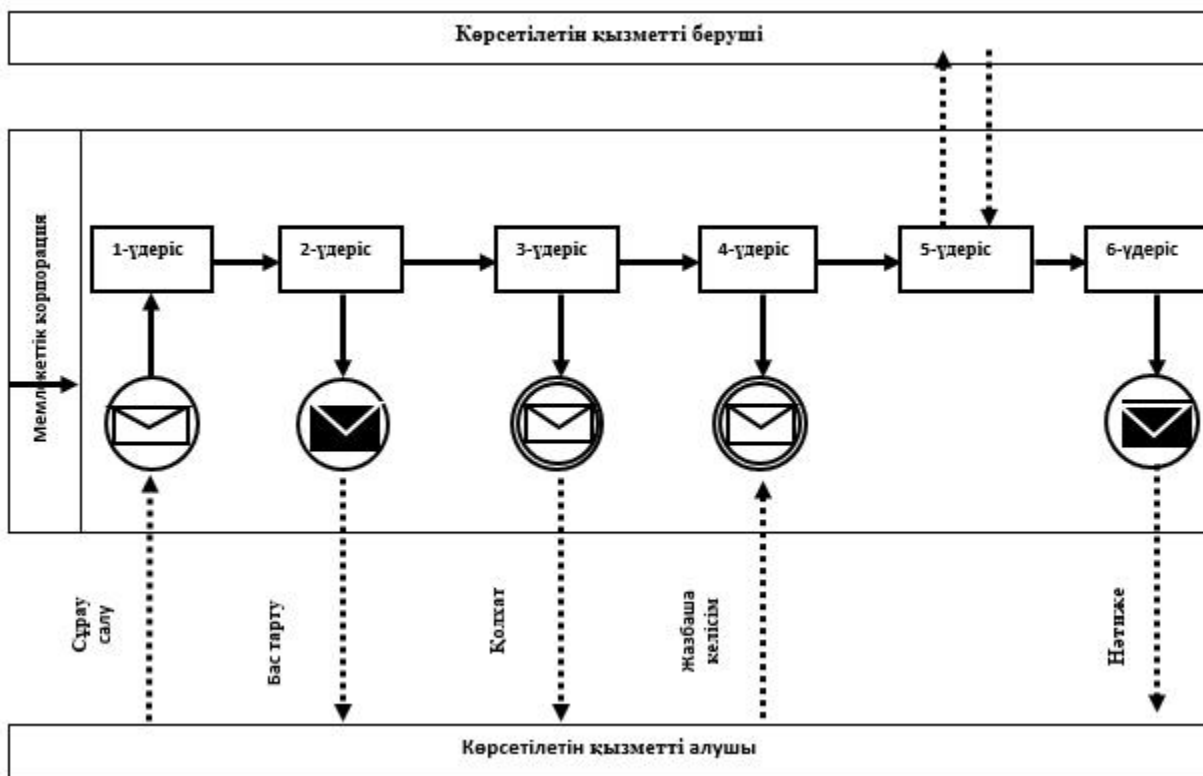 Көрсетілетін қызметті беруші
Мемлекеттік корпорация
1-үдеріс
2-үдеріс
3-үдеріс
4-үдеріс
5-үдеріс
6-үдеріс
Сұрау
салу
Бас тарту
Қолхат
Жазбаша
келісім
Нәтиже
Көрсетілетін қызметті алушы